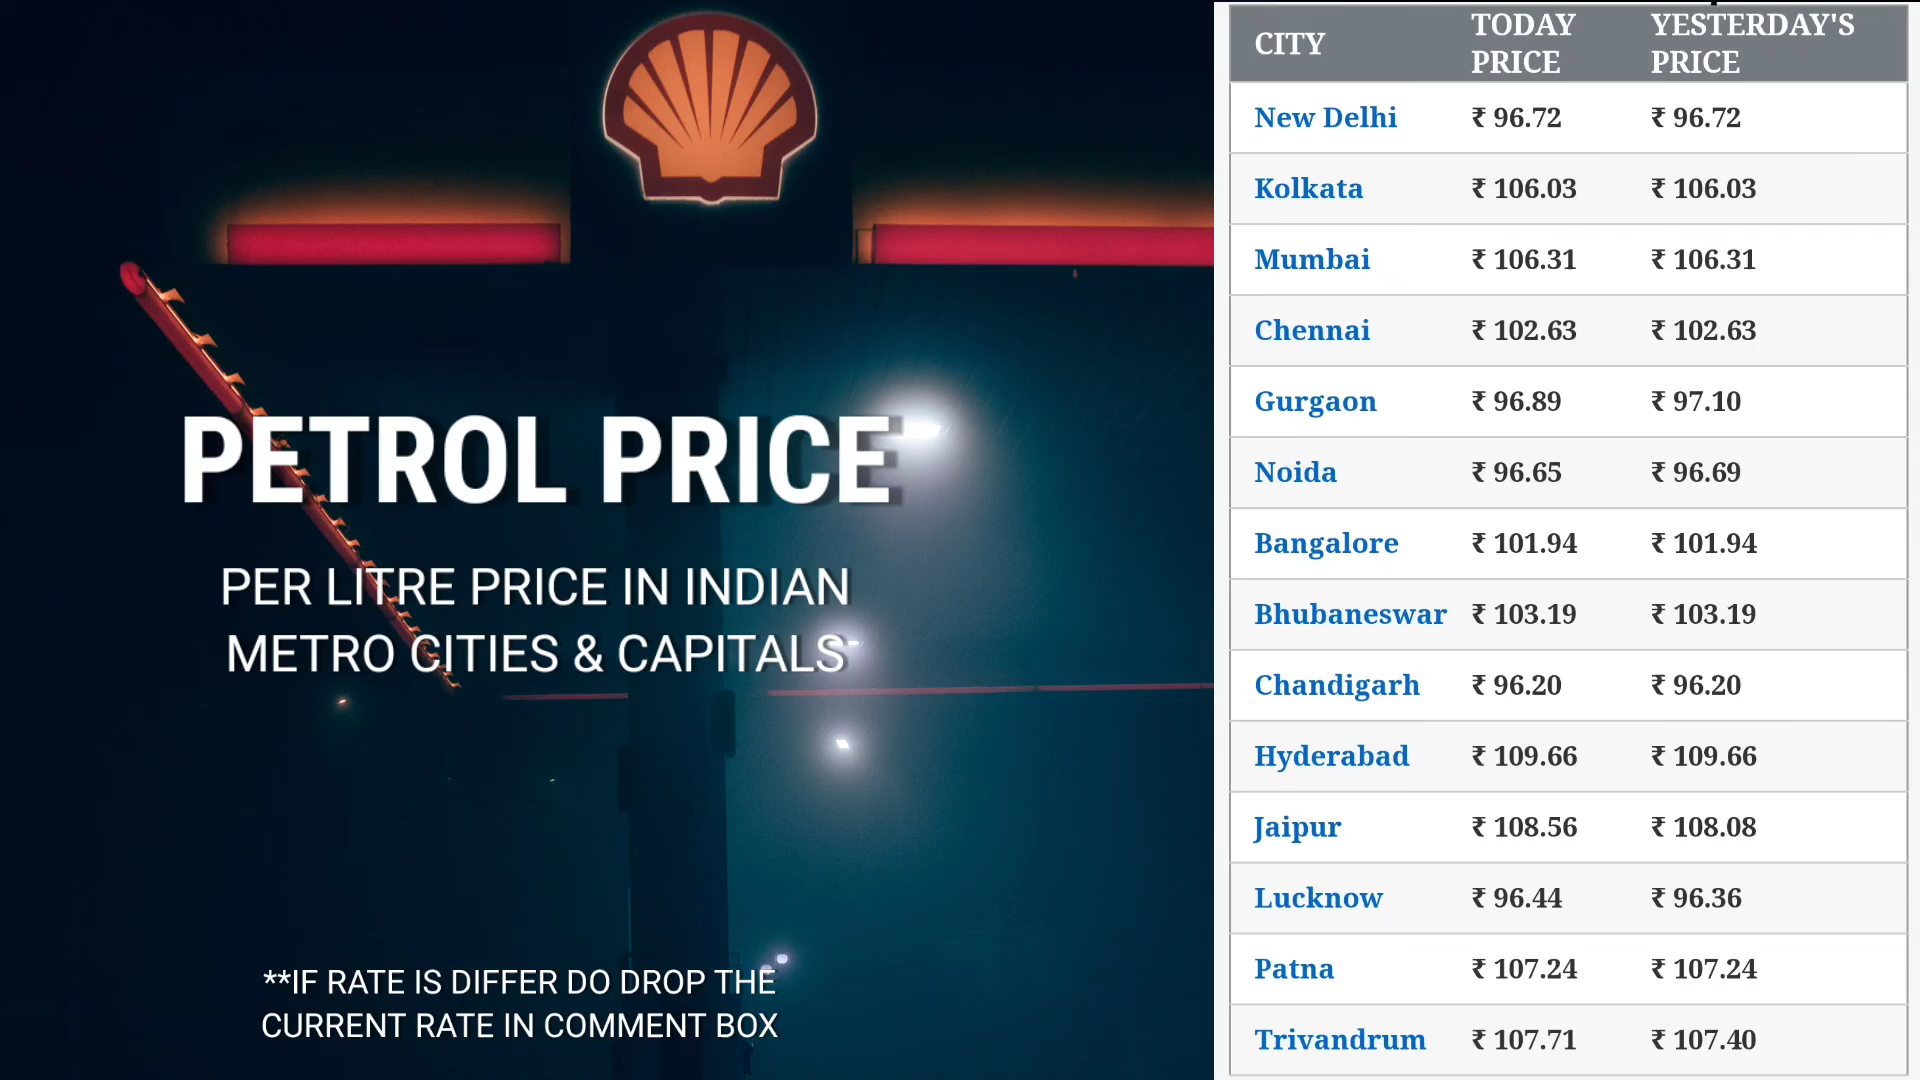 PETROL PRICE
PER LITRE PRICE IN INDIAN
METRO CITIES & CAPITALS
**IF RATE IS DIFFER DO DROP THE
CURRENT RATE IN COMMENT BOX
CITY TODAY PRICE YESTERDAY'S PRICE
New Delhi ₹ 96.72 ₹ 96.72
Kolkata ₹ 106.03 ₹ 106.03
Mumbai ₹ 106.31 ₹ 106.31
Chennai ₹ 102.63 ₹ 102.63
Gurgaon ₹ 96.89 ₹ 97.10
Noida ₹ 96.65 ₹ 96.69
Bangalore ₹ 101.94 ₹ 101.94
Bhubaneswar ₹ 103.19 ₹ 103.19
Chandigarh ₹ 96.20 ₹ 96.20
Hyderabad ₹ 109.66 ₹ 109.66
Jaipur ₹ 108.56 ₹ 108.08
Lucknow ₹ 96.44 ₹ 96.36
Patna ₹ 107.24 ₹ 107.24
Trivandrum ₹ 107.71 ₹ 107.40